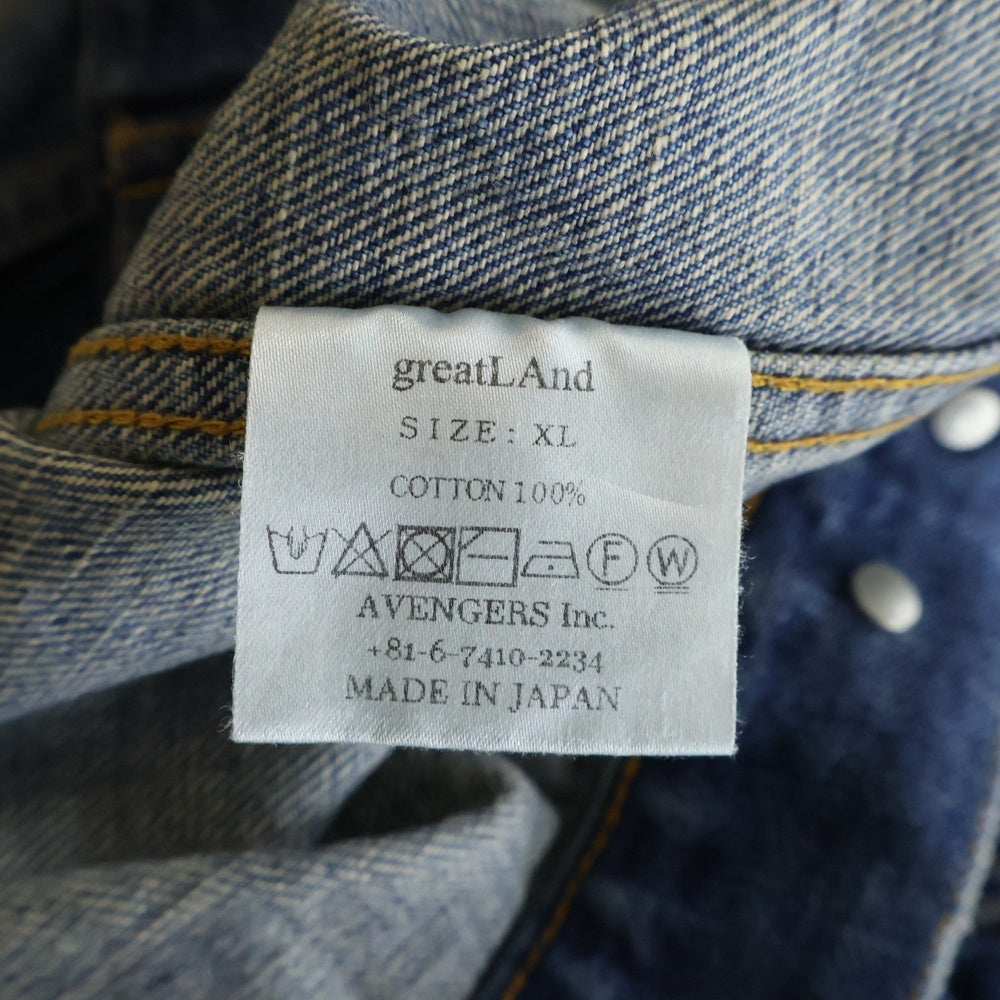 greatLAnd
SIZE: XL
COTTON 100%
F W
AVENGERS Inc.
+81-6-7410-2234
MADE IN JAPAN